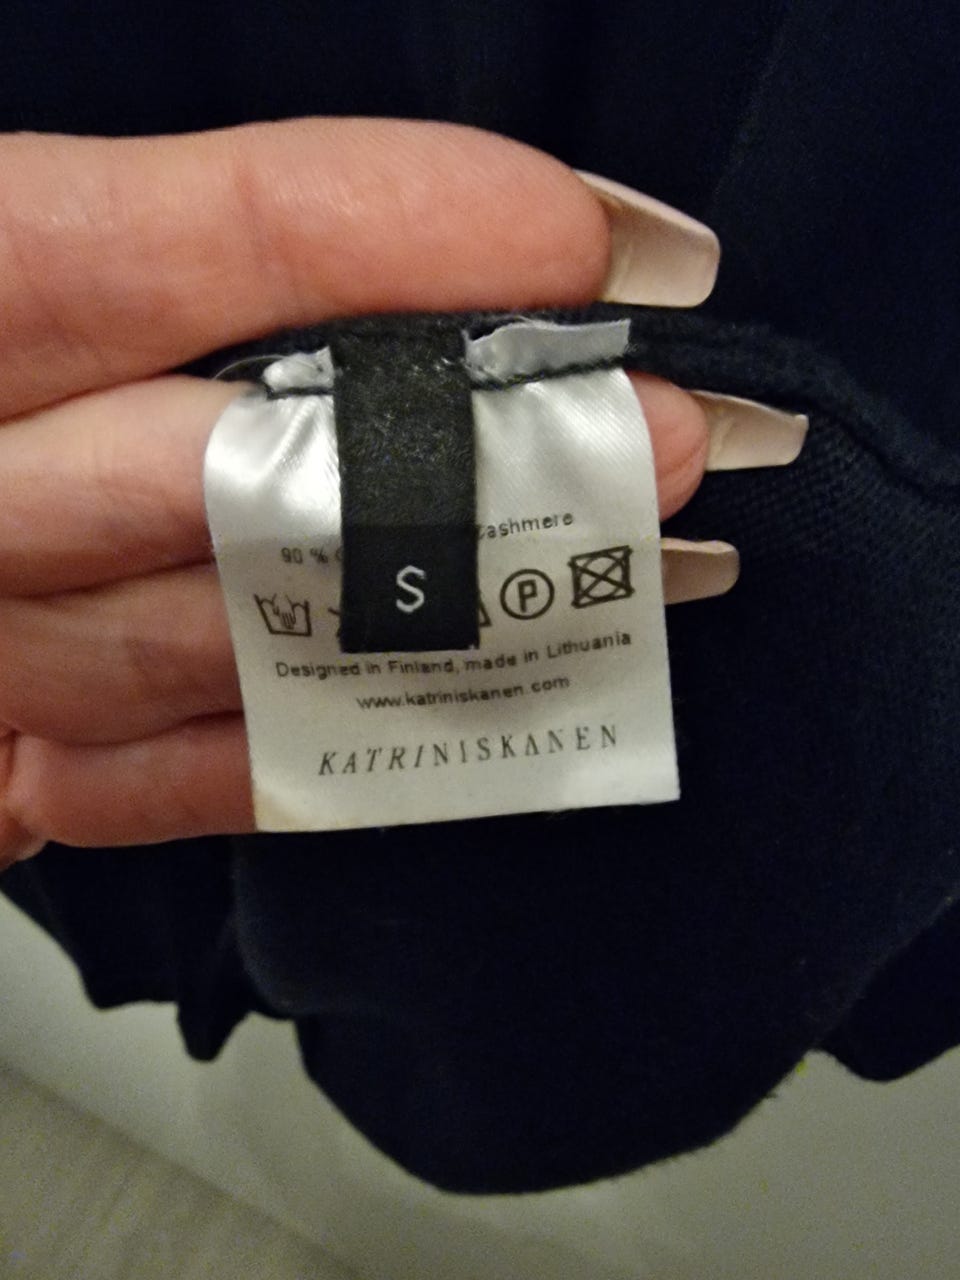 90 %
cashmere
S
P
Designed in Finland, made in Lithuania
www.katriniskanen.com
KATRINISKANEN